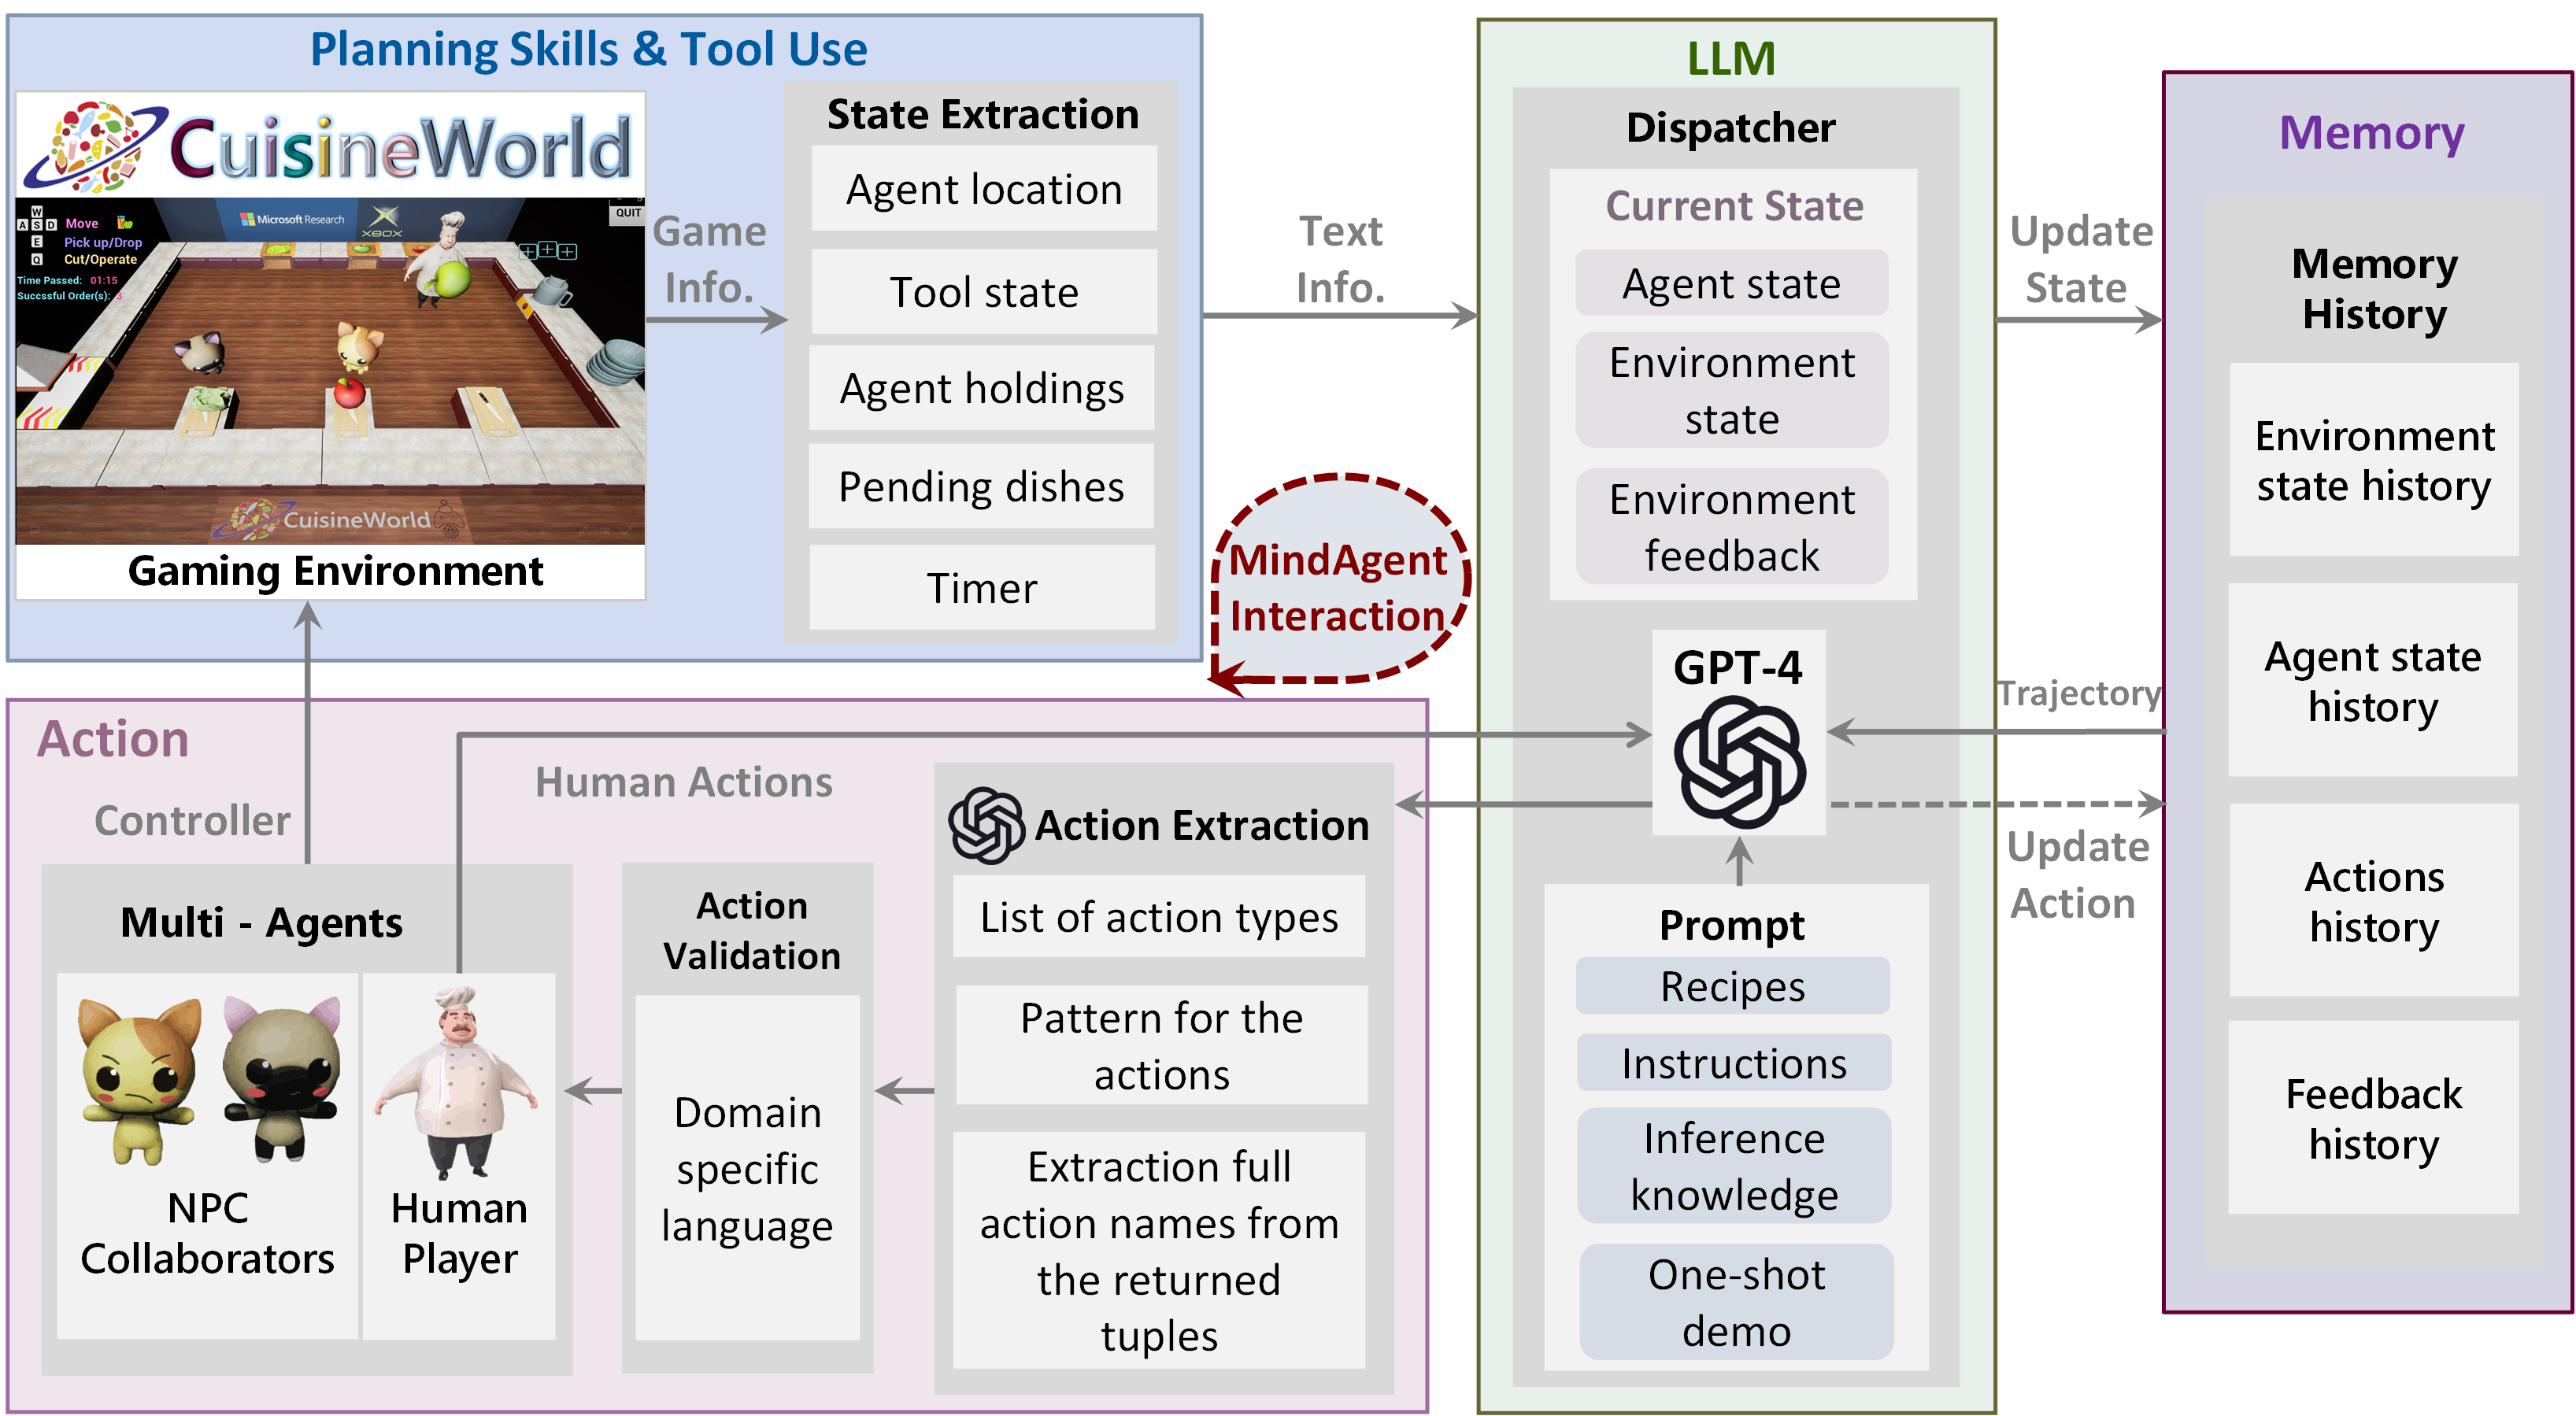 Planning Skills & Tool Use
CuisineWorld
W
A S D Move
E Pick up/Drop
Q Cut/Operate
Time Passed: 01:15
Succssful Order(s): 3
Microsoft Research
XBOX
QUIT
CuisineWorld
Gaming Environment
Game
Info.
State Extraction
Agent location
Tool state
Agent holdings
Pending dishes
Timer
Text
Info.
MindAgent
Interaction
LLM
Dispatcher
Current State
Agent state
Environment
state
Environment
feedback
GPT-4
Prompt
Recipes
Instructions
Inference
knowledge
One-shot
demo
Update
State
Trajectory
Update
Action
Memory
Memory
History
Environment
state history
Agent state
history
Actions
history
Feedback
history
Action
Controller
Human Actions
Multi - Agents
NPC
Collaborators
Human
Player
Action
Validation
Domain
specific
language
Action Extraction
List of action types
Pattern for the
actions
Extraction full
action names from
the returned
tuples